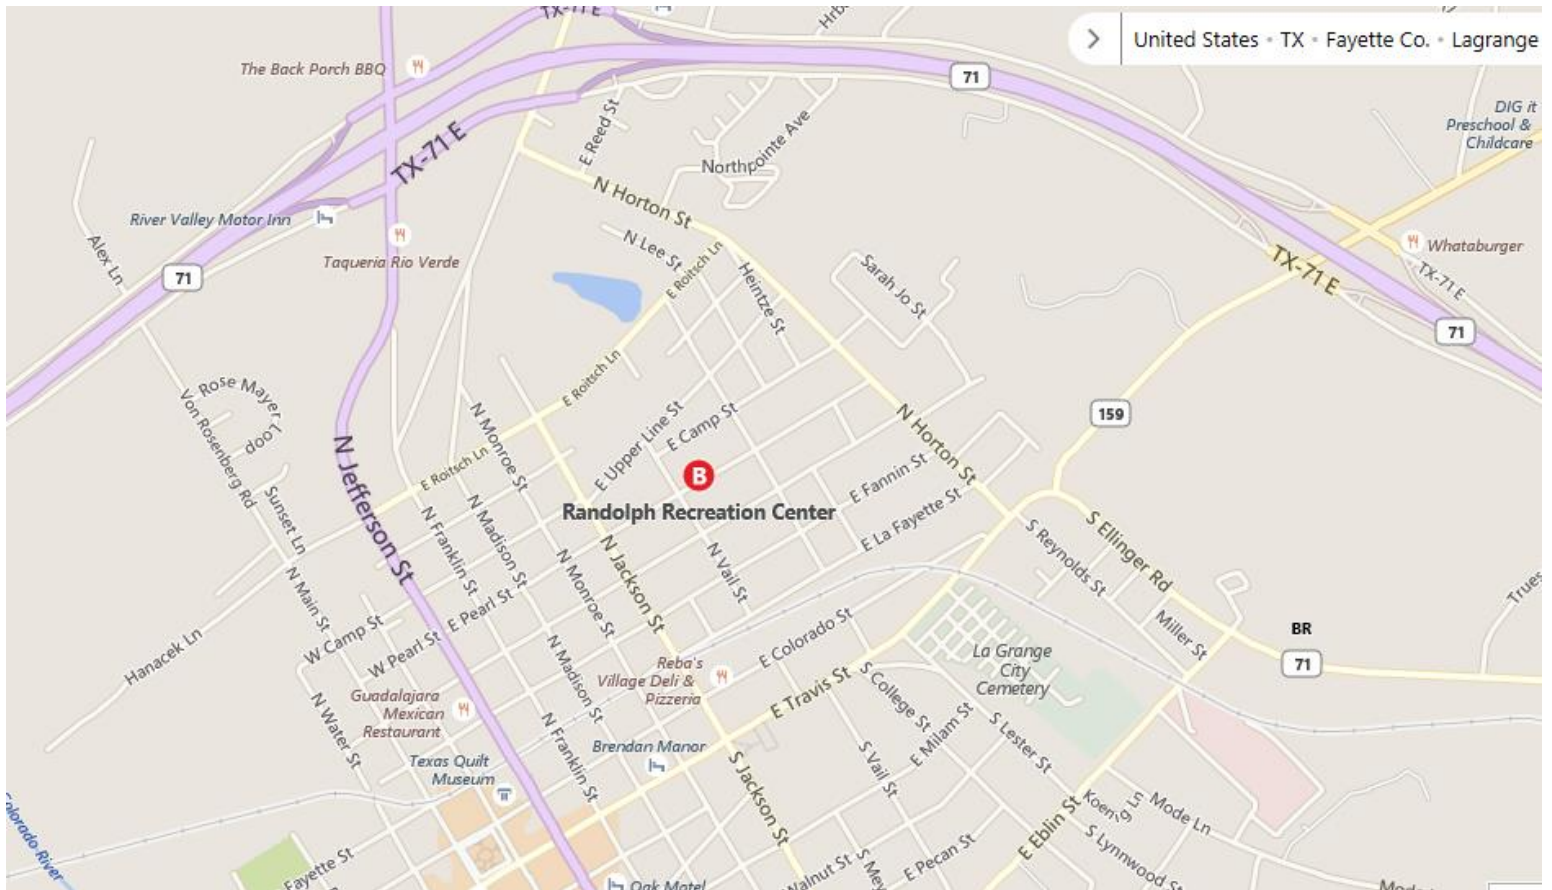 TX-71 E
Hrb
United States • TX • Fayette Co. • Lagrange
The Back Porch BBQ
71
DIG it
Preschool &
Childcare
E Reed St
Northpointe Ave
TX-71 E
N Horton St
River Valley Motor Inn
Alex Ln
Taqueria Rio Verde
71
N Lee St
E Roitsch Ln
Heintze St
Sarah Jo St
Whataburger
TX-71 E
TX-71 E
71
Rose Mayer Loop
Von Rosenberg Rd
E Roitsch Ln
159
N Jefferson St
N Monroe St
E Upper Line St
E Camp St
N Horton St
E Roitsch Ln
B
Randolph Recreation Center
E Fannin St
E La Fayette St
Sunset Ln
N Franklin St
N Madison St
N Monroe St
N Jackson St
N Vail St
S Reynolds St
S Ellinger Rd
N Main St
E Pearl St
W Camp St
W Pearl St
Hanacek Ln
Trues
Miller St
BR
71
N Madison St
Reba's
Village Deli &
Pizzeria
E Colorado St
La Grange
City
Cemetery
Guadalajara
Mexican
Restaurant
N Water St
N Franklin St
E Travis St
S College St
E Milam St
S Lester St
Texas Quilt
Museum
Brendan Manor
S Jackson St
S Vail St
Koenig Ln
Mode Ln
E Eblin St
S Lynnwood St
Colorado River
Fayette St
Oak Motel
Walnut St
S Mey
E Pecan St
Mode